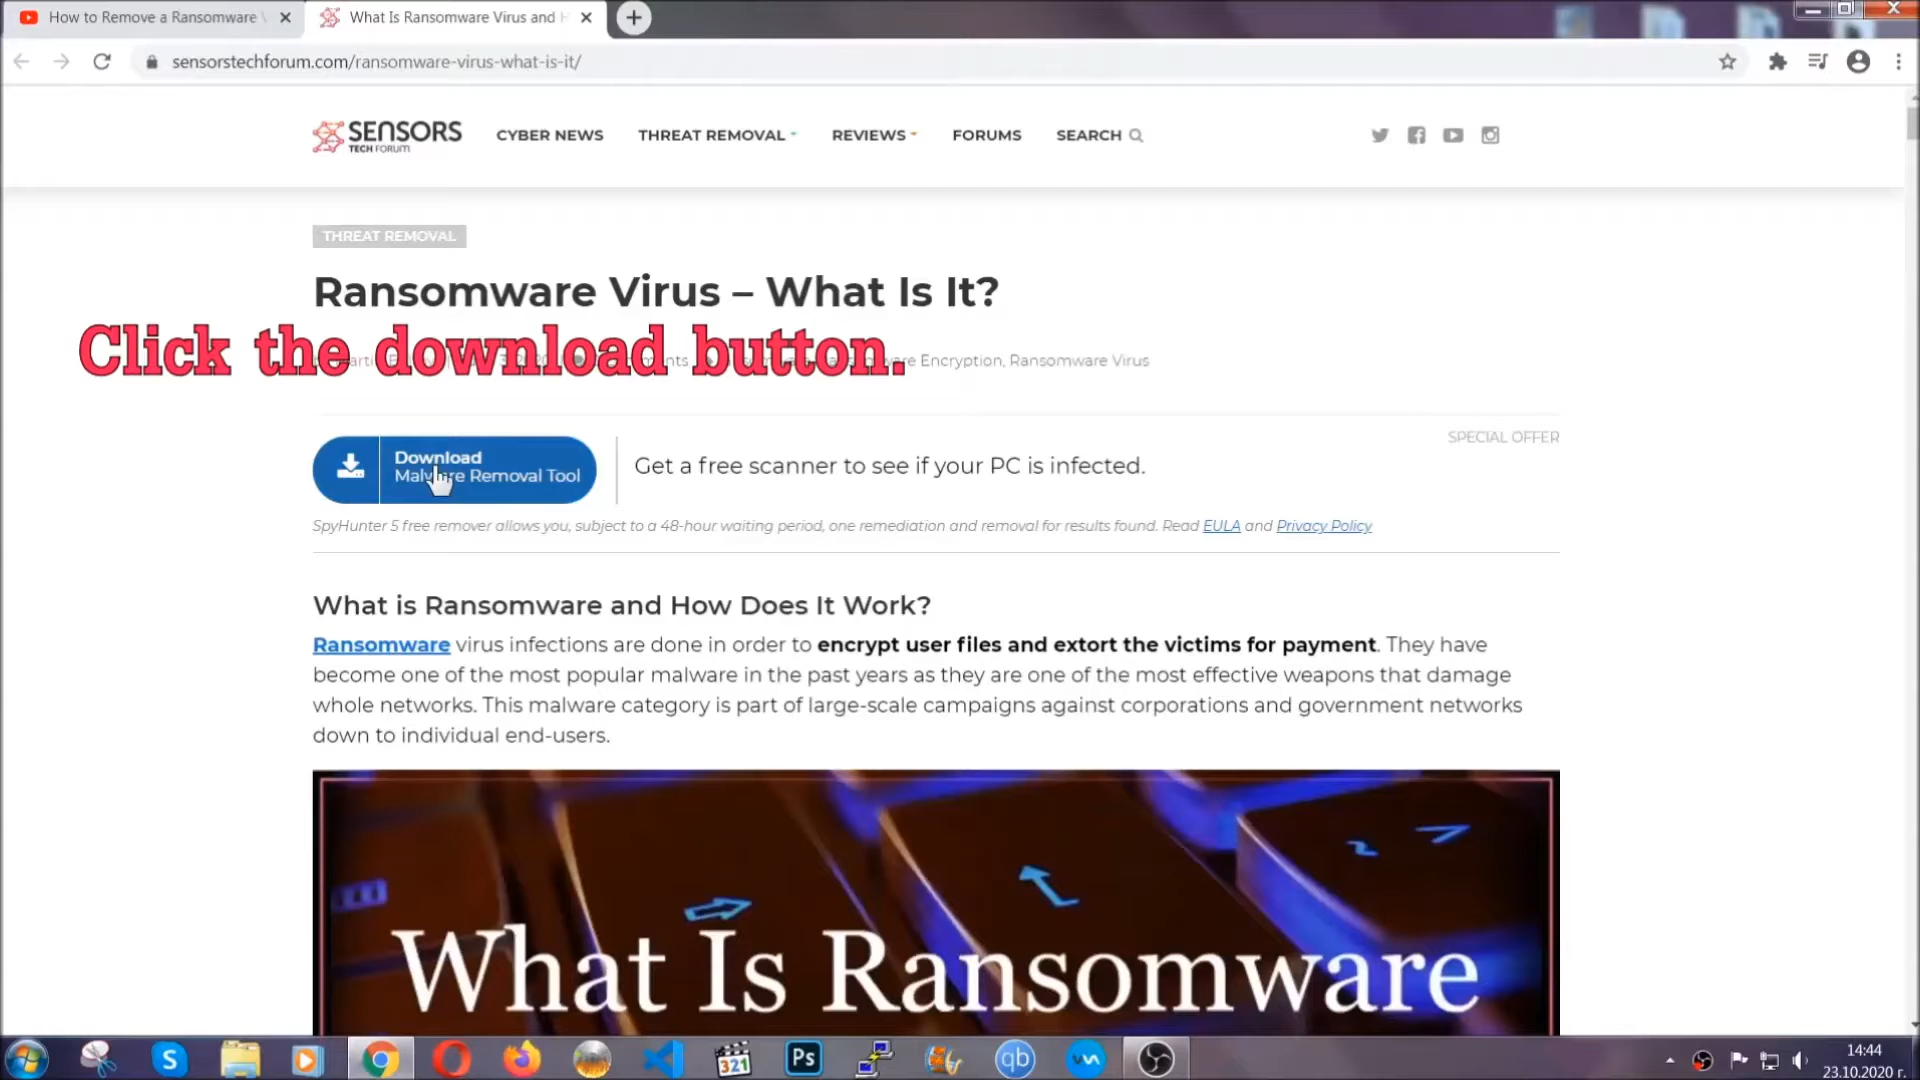 How to Remove a Ransomware
What Is Ransomware Virus and
sensorstechforum.com/ransomware-virus-what-is-it/
SENSORS
TECH FORUM
CYBER NEWS
THREAT REMOVAL
REVIEWS
FORUMS
SEARCH
THREAT REMOVAL
Ransomware Virus – What Is It?
Click the download button.
Encryption, Ransomware Virus
SPECIAL OFFER
Download
Malware Removal Tool
Get a free scanner to see if your PC is infected.
SpyHunter 5 free remover allows you, subject to a 48-hour waiting period, one remediation and removal for results found. Read EULA and Privacy Policy
What is Ransomware and How Does It Work?
Ransomware virus infections are done in order to encrypt user files and extort the victims for payment. They have
become one of the most popular malware in the past years as they are one of the most effective weapons that damage
whole networks. This malware category is part of large-scale campaigns against corporations and government networks
down to individual end-users.
What Is Ransomware
S
321
Ps
qb
14:44
23.10.2020 г.